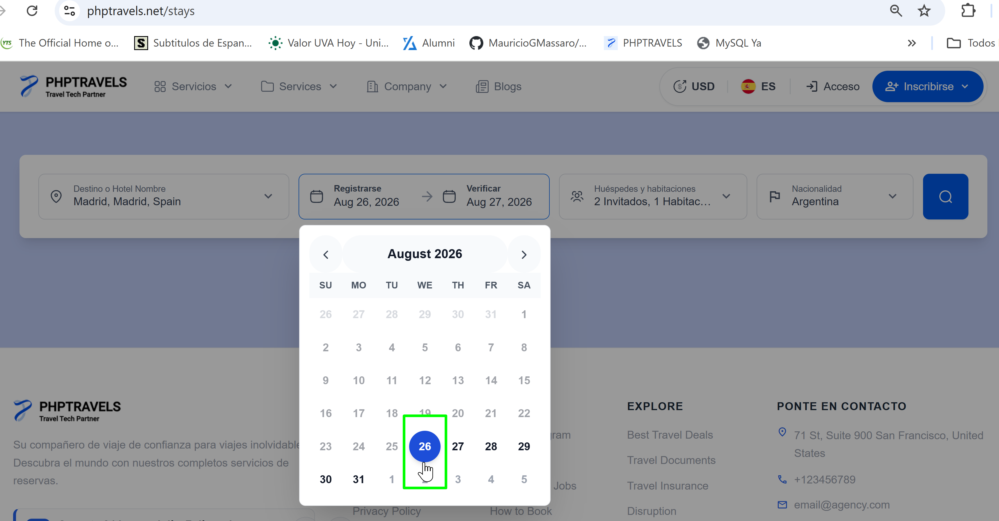 phptravels.net/stays
YTS The Official Home o... S Subtitulos de Espan... Valor UVA Hoy - Uni... Alumni MauricioGMassaro/... PHPTRAVELS MySQL Ya » Todos
PHPTRAVELS
Travel Tech Partner
Servicios Services Company Blogs USD ES Acceso Inscribirse
Destino o Hotel Nombre
Madrid, Madrid, Spain
Registrarse
Aug 26, 2026
Verificar
Aug 27, 2026
Huéspedes y habitaciones
2 Invitados, 1 Habitac...
Nacionalidad
Argentina
August 2026
SU MO TU WE TH FR SA
26 27 28 29 30 31 1
2 3 4 5 6 7 8
9 10 11 12 13 14 15
16 17 18 19 20 21 22
23 24 25 26 27 28 29
30 31 1 2 3 4 5
PHPTRAVELS
Travel Tech Partner
Su compañero de viaje de confianza para viajes inolvidable
Descubra el mundo con nuestros completos servicios de
reservas.
gram
Jobs
Privacy Policy
How to Book
EXPLORE
Best Travel Deals
Travel Documents
Travel Insurance
Disruption
PONTE EN CONTACTO
71 St, Suite 900 San Francisco, United
States
+123456789
email@agency.com